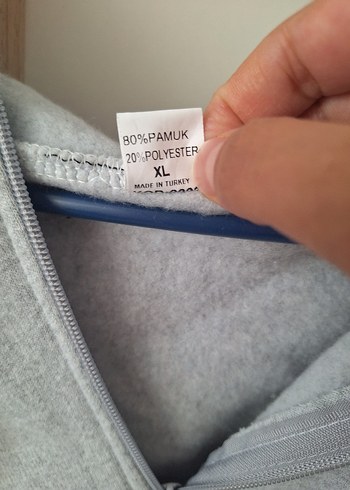 80%PAMUK
20%POLYESTER
XL
MADE IN TURKEY